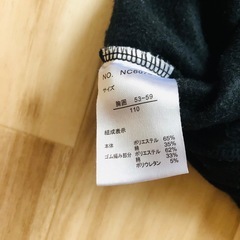 NO. NC66
サイズ
胸囲 53-59
110
組成表示
本体 ポリエステル 65%
綿 35%
ゴム編み部分 ポリエステル 62%
綿 33%
ポリウレタン 5%